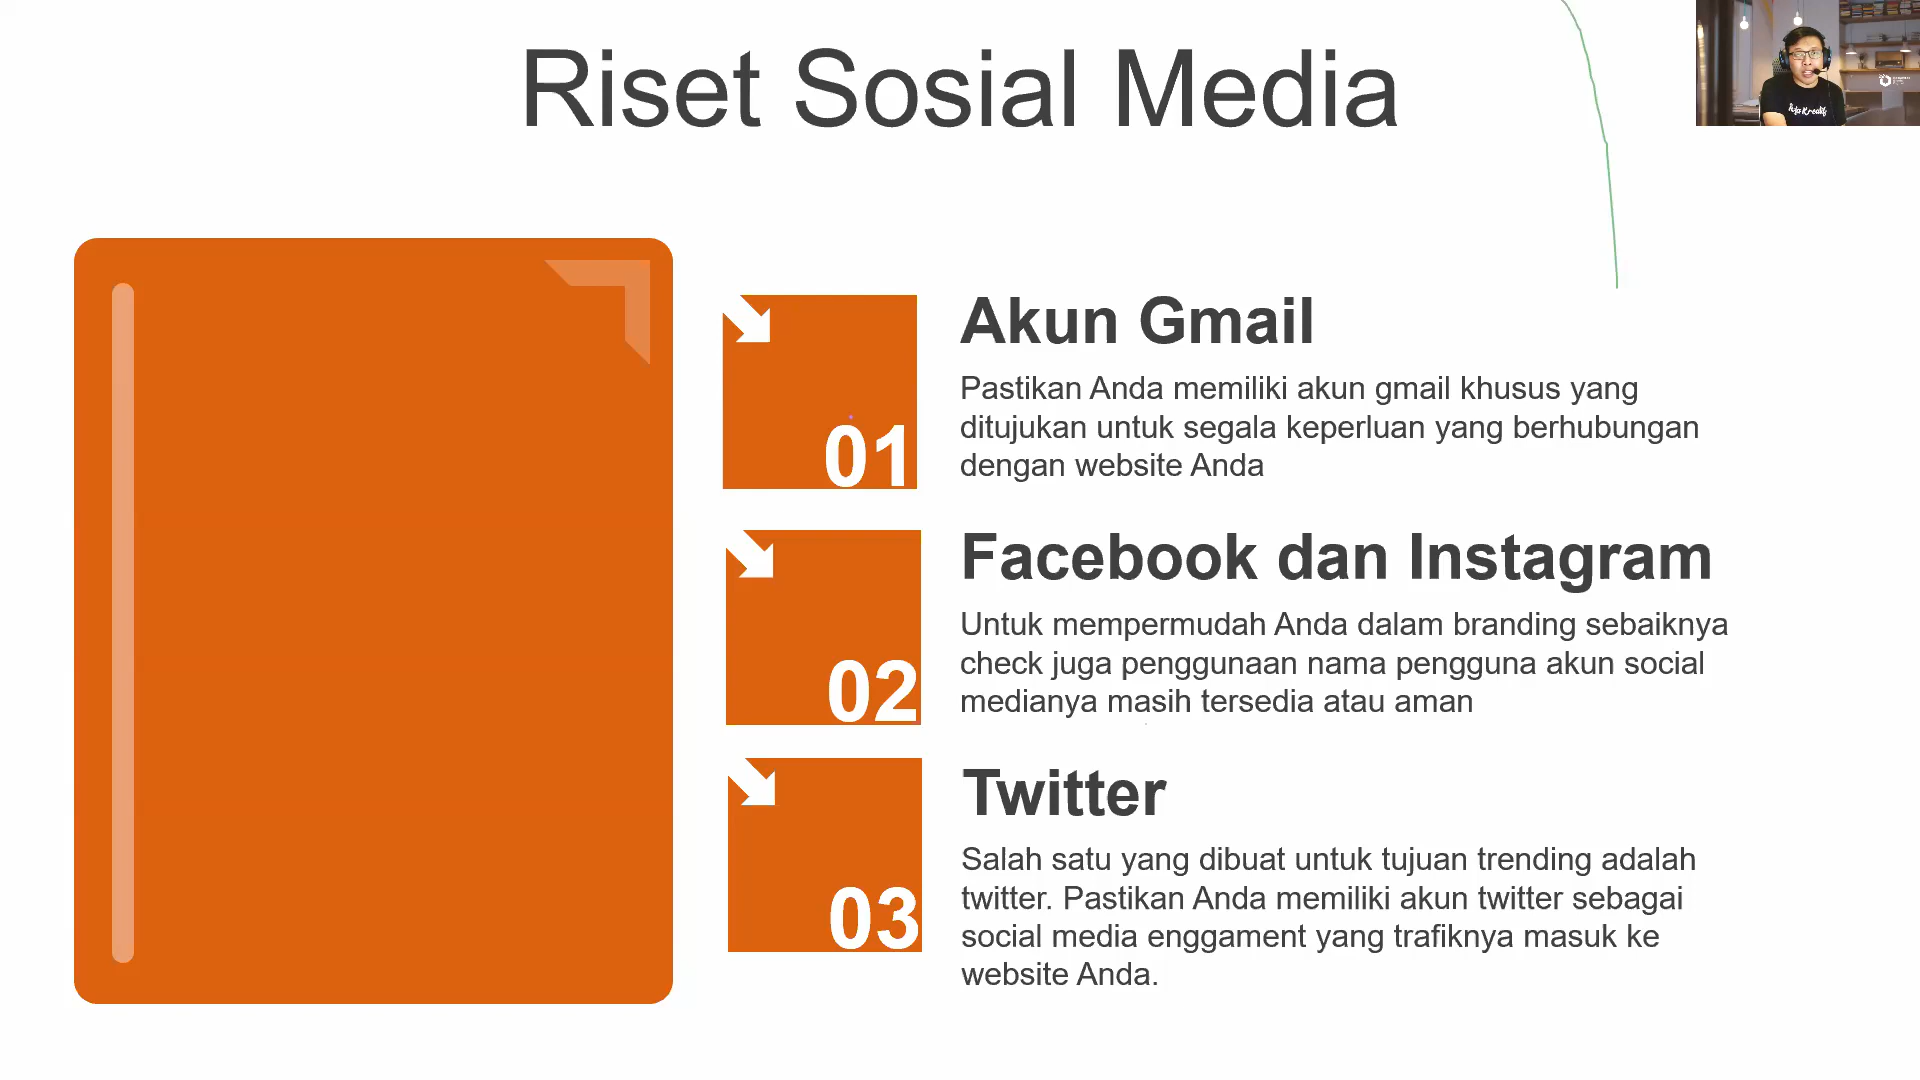 Riset Sosial Media
01
Akun Gmail
Pastikan Anda memiliki akun gmail khusus yang
ditujukan untuk segala keperluan yang berhubungan
dengan website Anda
02
Facebook dan Instagram
Untuk mempermudah Anda dalam branding sebaiknya
check juga penggunaan nama pengguna akun social
medianya masih tersedia atau aman
03
Twitter
Salah satu yang dibuat untuk tujuan trending adalah
twitter. Pastikan Anda memiliki akun twitter sebagai
social media enggament yang trafiknya masuk ke
website Anda.